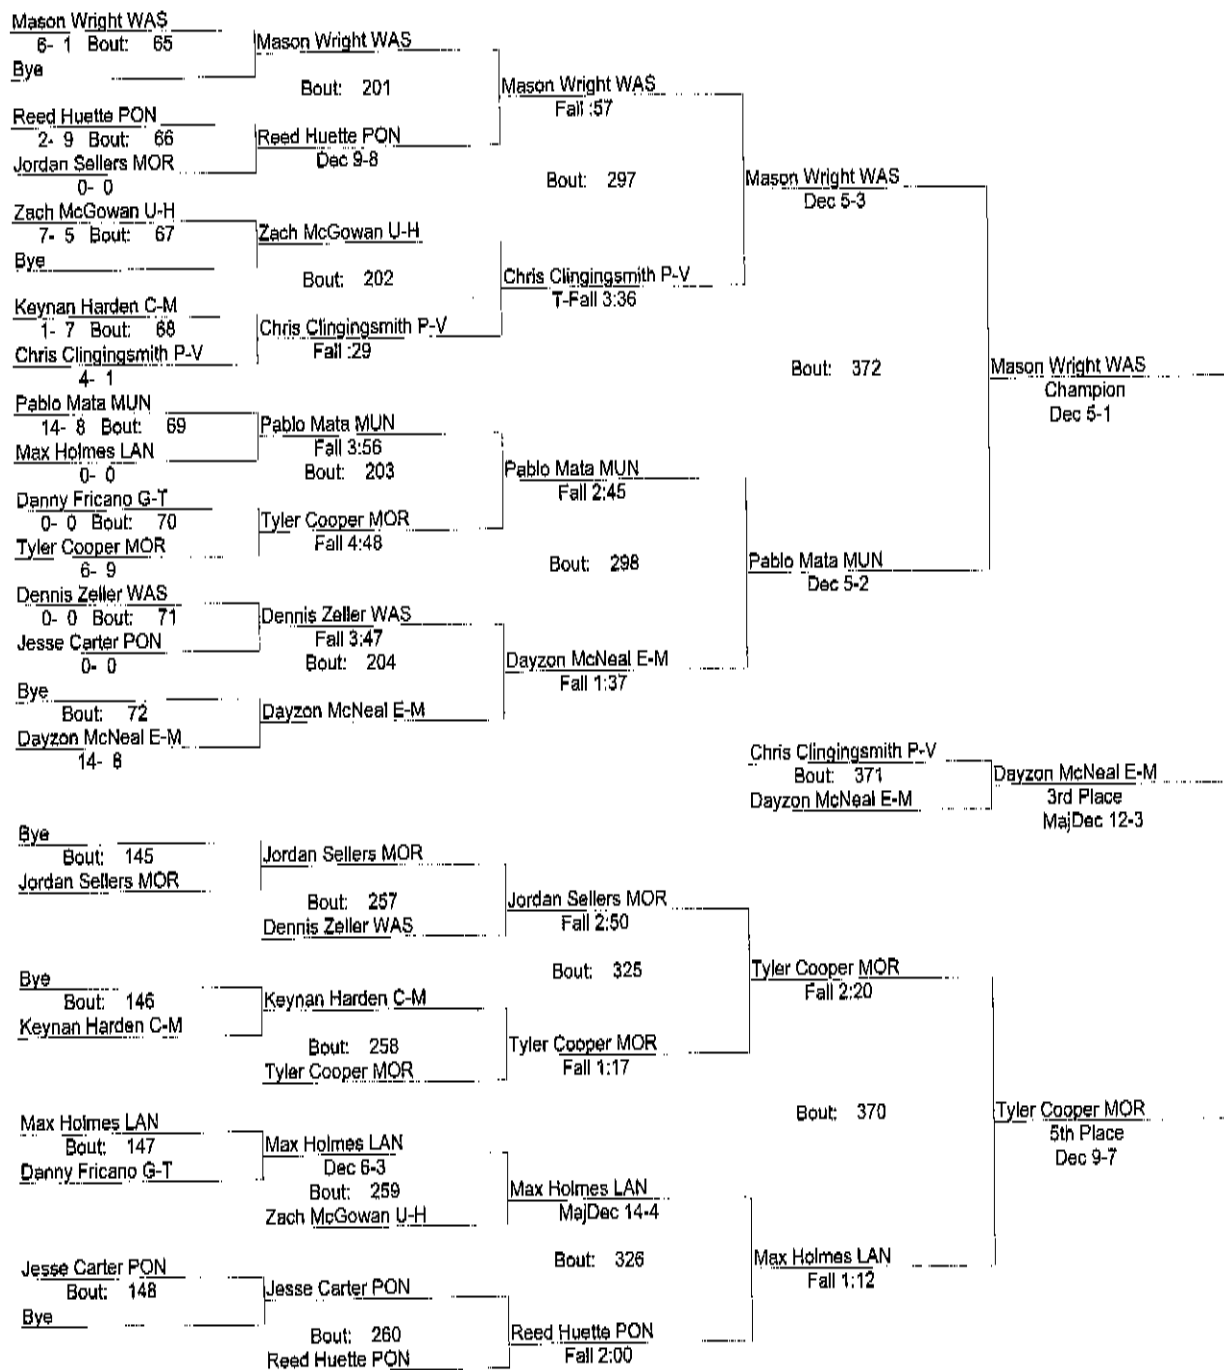 Mason Wright WAS
6- 1 Bout: 65
Bye
Mason Wright WAS
Bout: 201
Reed Huette PON
2- 9 Bout: 66
Jordan Sellers MOR
0- 0
Reed Huette PON
Dec 9-8
Mason Wright WAS
Fall :57
Bout: 297
Zach McGowan U-H
7- 5 Bout: 67
Bye
Zach McGowan U-H
Bout: 202
Keynan Harden C-M
1- 7 Bout: 68
Chris Clingingsmith P-V
4- 1
Chris Clingingsmith P-V
Fall :29
Chris Clingingsmith P-V
T-Fall 3:36
Mason Wright WAS
Dec 5-3
Bout: 372
Mason Wright WAS
Champion
Dec 5-1
Pablo Mata MUN
14- 8 Bout: 69
Max Holmes LAN
0- 0
Pablo Mata MUN
Fall 3:56
Bout: 203
Danny Fricano G-T
0- 0 Bout: 70
Tyler Cooper MOR
6- 9
Tyler Cooper MOR
Fall 4:48
Pablo Mata MUN
Fall 2:45
Bout: 298
Dennis Zeller WAS
0- 0 Bout: 71
Jesse Carter PON
0- 0
Dennis Zeller WAS
Fall 3:47
Bout: 204
Bye
Bout: 72
Dayzon McNeal E-M
14- 8
Dayzon McNeal E-M
Dayzon McNeal E-M
Fall 1:37
Pablo Mata MUN
Dec 5-2
Chris Clingingsmith P-V
Bout: 371
Dayzon McNeal E-M
Dayzon McNeal E-M
3rd Place
MajDec 12-3
Bye
Bout: 145
Jordan Sellers MOR
Jordan Sellers MOR
Bout: 257
Dennis Zeller WAS
Jordan Sellers MOR
Fall 2:50
Bout: 325
Bye
Bout: 146
Keynan Harden C-M
Keynan Harden C-M
Bout: 258
Tyler Cooper MOR
Tyler Cooper MOR
Fall 1:17
Tyler Cooper MOR
Fall 2:20
Bout: 370
Tyler Cooper MOR
5th Place
Dec 9-7
Max Holmes LAN
Bout: 147
Danny Fricano G-T
Max Holmes LAN
Dec 6-3
Bout: 259
Zach McGowan U-H
Max Holmes LAN
MajDec 14-4
Bout: 326
Jesse Carter PON
Bout: 148
Bye
Jesse Carter PON
Bout: 260
Reed Huette PON
Reed Huette PON
Fall 2:00
Max Holmes LAN
Fall 1:12